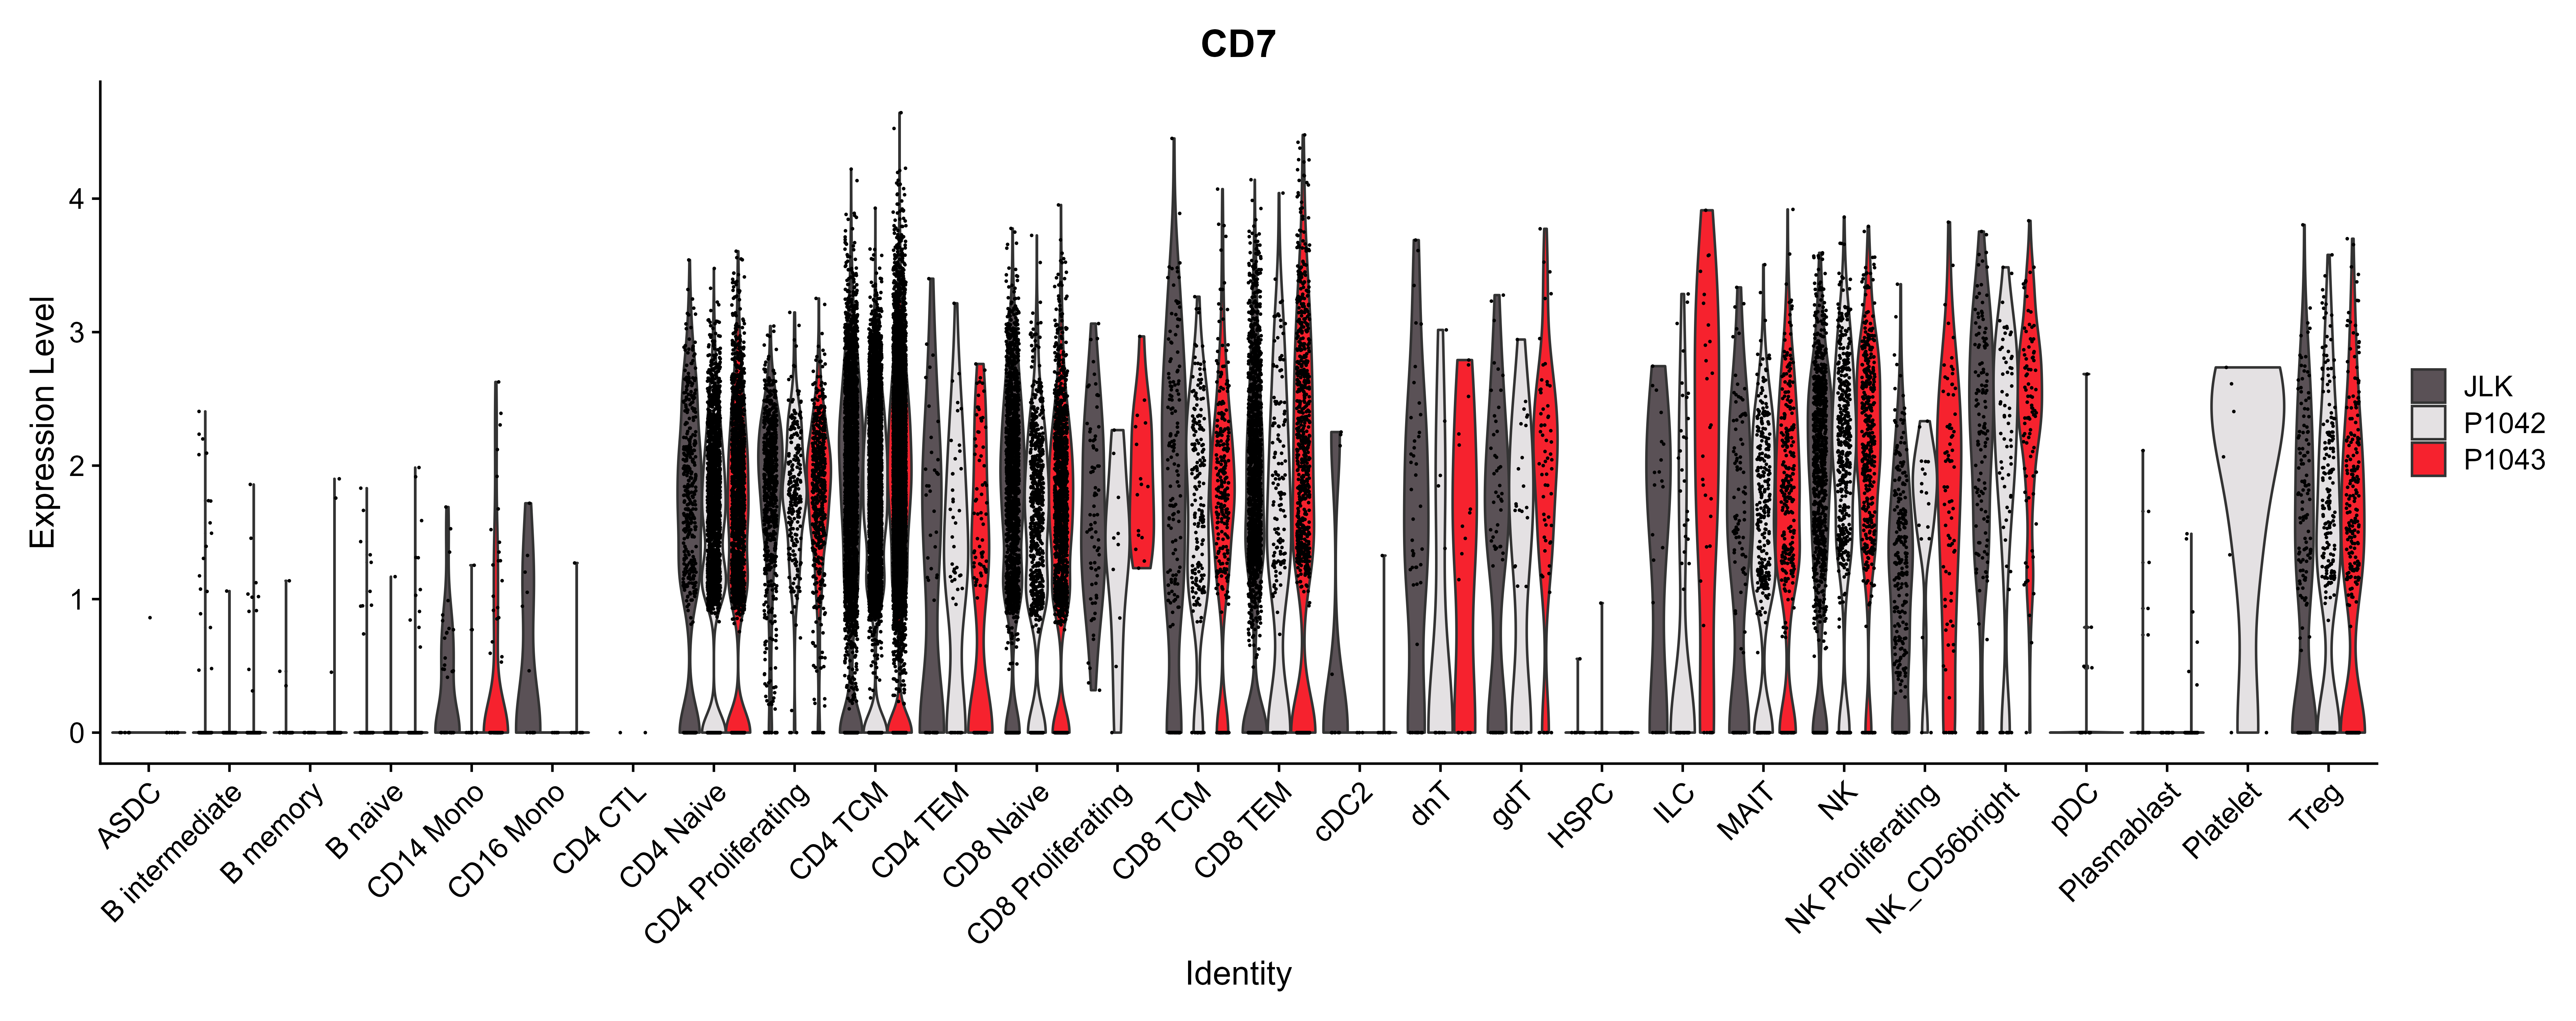 CD7
Expression Level
4
3
2
1
0
ASDC
B intermediate
B memory
B naive
CD14 Mono
CD16 Mono
CD4 CTL
CD4 Naive
CD4 Proliferating
CD4 TCM
CD4 TEM
CD8 Naive
CD8 Proliferating
CD8 TCM
CD8 TEM
cDC2
dnT
gdT
HSPC
ILC
MAIT
NK
NK Proliferating
NK_CD56bright
pDC
Plasmablast
Platelet
Treg
Identity
JLK
P1042
P1043